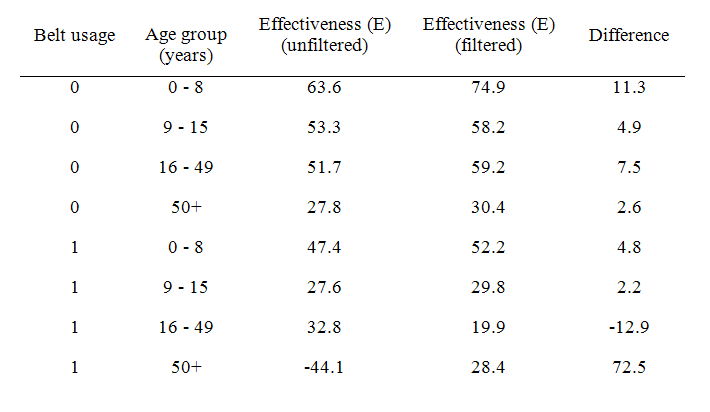 Belt usage Age group (years) Effectiveness (E) (unfiltered) Effectiveness (E) (filtered) Difference
0 0 - 8 63.6 74.9 11.3
0 9 - 15 53.3 58.2 4.9
0 16 - 49 51.7 59.2 7.5
0 50+ 27.8 30.4 2.6
1 0 - 8 47.4 52.2 4.8
1 9 - 15 27.6 29.8 2.2
1 16 - 49 32.8 19.9 -12.9
1 50+ -44.1 28.4 72.5